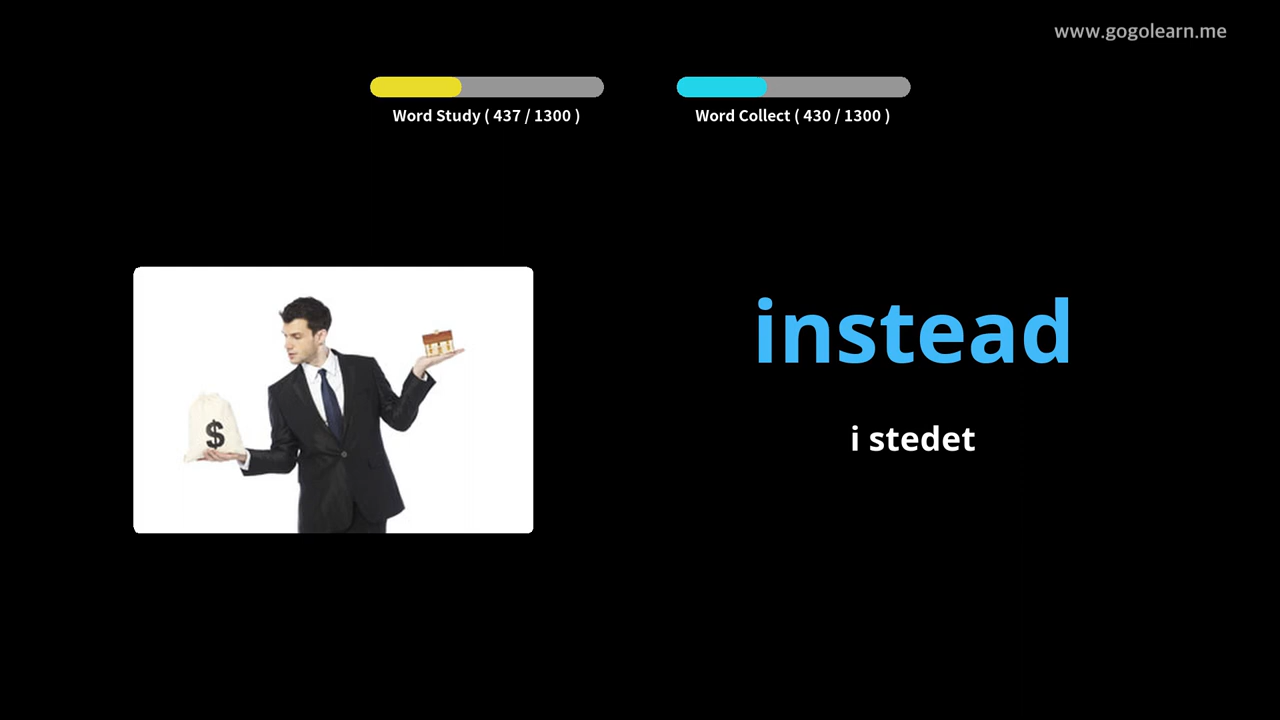 www.gogolearn.me
Word Study ( 437 / 1300 )
Word Collect ( 430 / 1300 )
instead
i stedet
$